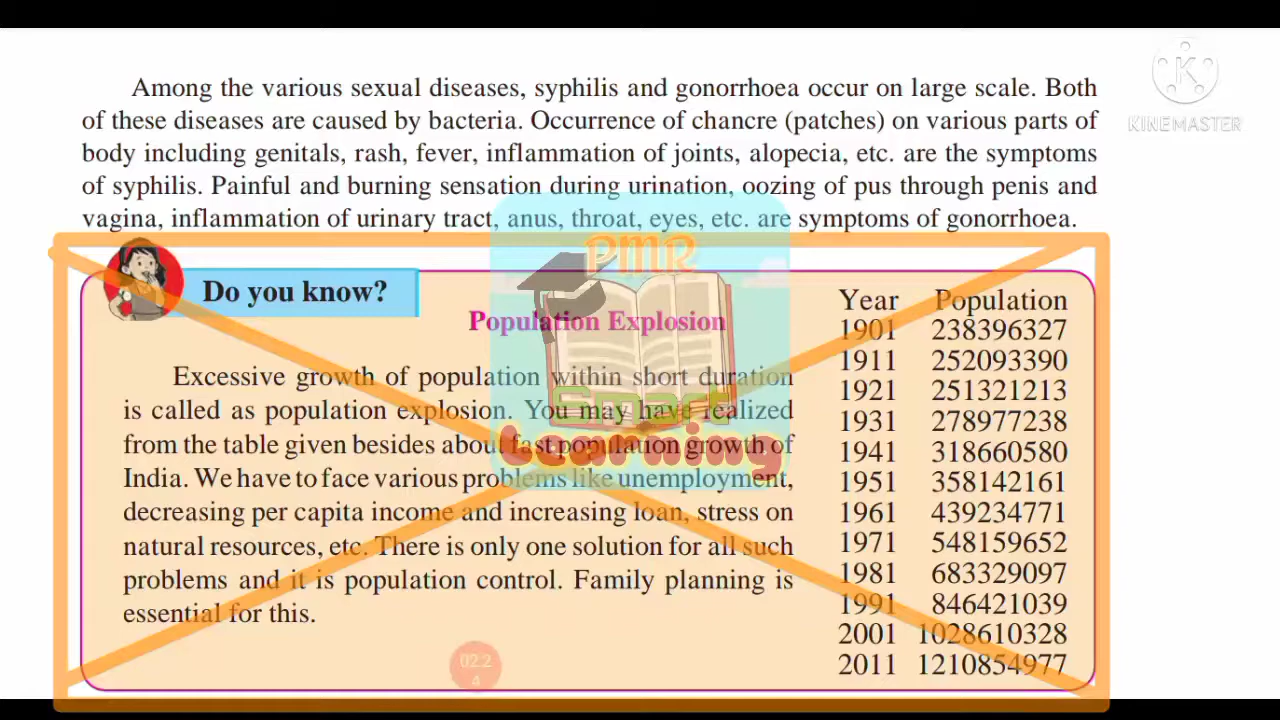 KINEMASTER
Among the various sexual diseases, syphilis and gonorrhoea occur on large scale. Both
of these diseases are caused by bacteria. Occurrence of chancre (patches) on various parts of
body including genitals, rash, fever, inflammation of joints, alopecia, etc. are the symptoms
of syphilis. Painful and burning sensation during urination, oozing of pus through penis and
vagina, inflammation of urinary tract, anus, throat, eyes, etc. are symptoms of gonorrhoea.
PMR
Smart
Learning
Do you know?
Population Explosion
Excessive growth of population within short duration
is called as population explosion. You may have realized
from the table given besides about fast population growth of
India. We have to face various problems like unemployment,
decreasing per capita income and increasing loan, stress on
natural resources, etc. There is only one solution for all such
problems and it is population control. Family planning is
essential for this.
Year Population
1901 238396327
1911 252093390
1921 251321213
1931 278977238
1941 318660580
1951 358142161
1961 439234771
1971 548159652
1981 683329097
1991 846421039
2001 1028610328
2011 1210854977
02:2
4